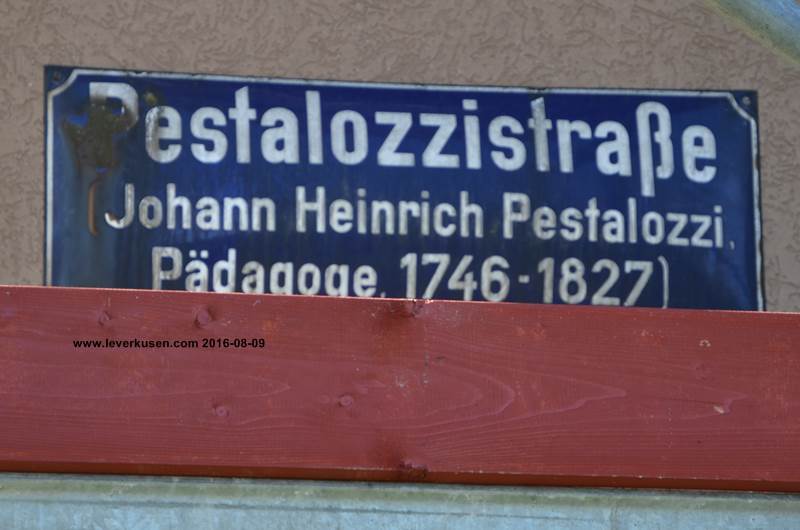 Pestalozzistraße
(Johann Heinrich Pestalozzi,
Pädagoge, 1746-1827)
www.leverkusen.com 2016-08-09